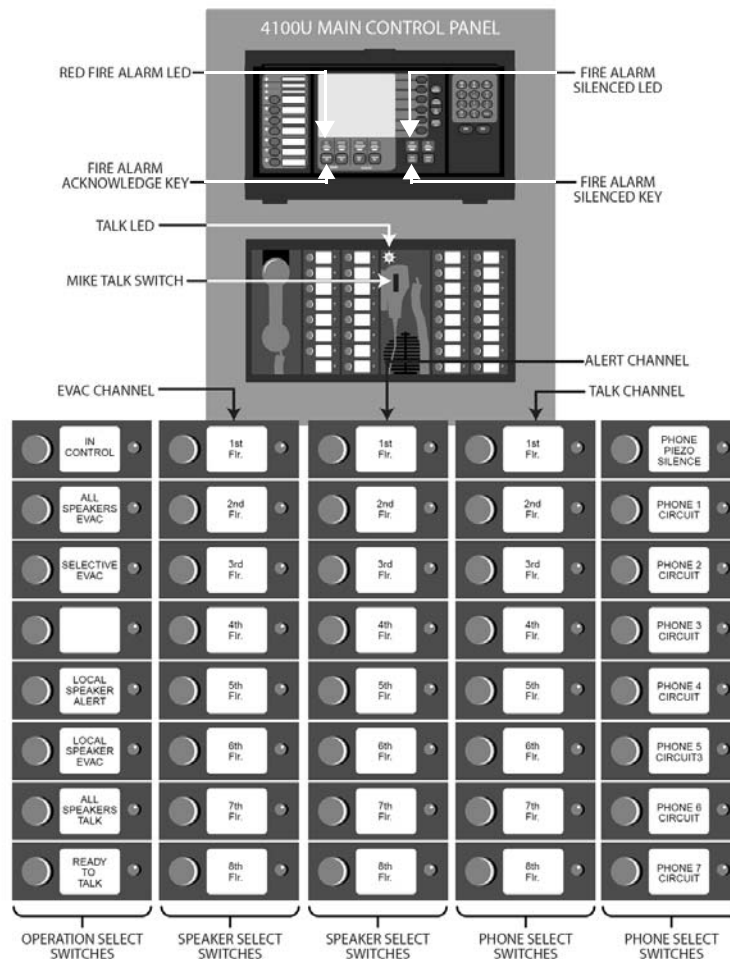 4100U MAIN CONTROL PANEL
RED FIRE ALARM LED
FIRE ALARM
SILENCED LED
FIRE ALARM
ACKNOWLEDGE KEY
FIRE ALARM
SILENCED KEY
TALK LED
MIKE TALK SWITCH
ALERT CHANNEL
EVAC CHANNEL
TALK CHANNEL
IN
CONTROL
ALL
SPEAKERS
EVAC
SELECTIVE
EVAC
LOCAL
SPEAKER
ALERT
LOCAL
SPEAKER
EVAC
ALL
SPEAKERS
TALK
READY
TO
TALK
OPERATION SELECT
SWITCHES
1st
Flr.
2nd
Flr.
3rd
Flr.
4th
Flr.
5th
Flr.
6th
Flr.
7th
Flr.
8th
Flr.
SPEAKER SELECT
SWITCHES
1st
Flr.
2nd
Flr.
3rd
Flr.
4th
Flr.
5th
Flr.
6th
Flr.
7th
Flr.
8th
Flr.
SPEAKER SELECT
SWITCHES
1st
Flr.
2nd
Flr.
3rd
Flr.
4th
Flr.
5th
Flr.
6th
Flr.
7th
Flr.
8th
Flr.
PHONE SELECT
SWITCHES
PHONE
PIEZO
SILENCE
PHONE 1
CIRCUIT
PHONE 2
CIRCUIT
PHONE 3
CIRCUIT
PHONE 4
CIRCUIT
PHONE 5
CIRCUIT3
PHONE 6
CIRCUIT
PHONE 7
CIRCUIT
PHONE SELECT
SWITCHES